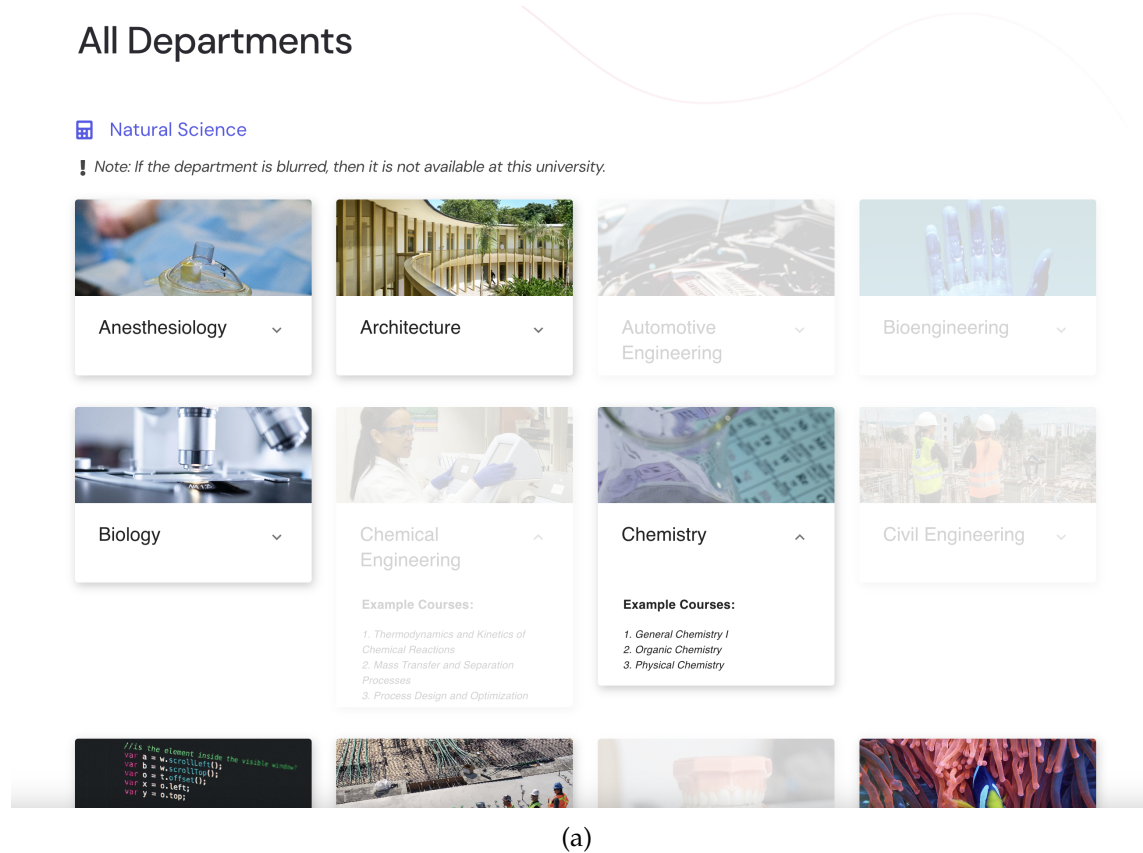 All Departments
Natural Science
! Note: If the department is blurred, then it is not available at this university.
Anesthesiology
Architecture
Automotive
Engineering
Bioengineering
Biology
Chemical
Engineering
Example Courses:
1. Thermodynamics and Kinetics of
Chemical Reactions
2. Mass Transfer and Separation
Processes
3. Process Design and Optimization
Chemistry
Example Courses:
1. General Chemistry I
2. Organic Chemistry
3. Physical Chemistry
Civil Engineering
//is the element inside the visible window?
var a = w.scrollLeft();
var b = w.scrollTop();
var o = t.offset();
var x = o.left;
var y = o.top;
(a)